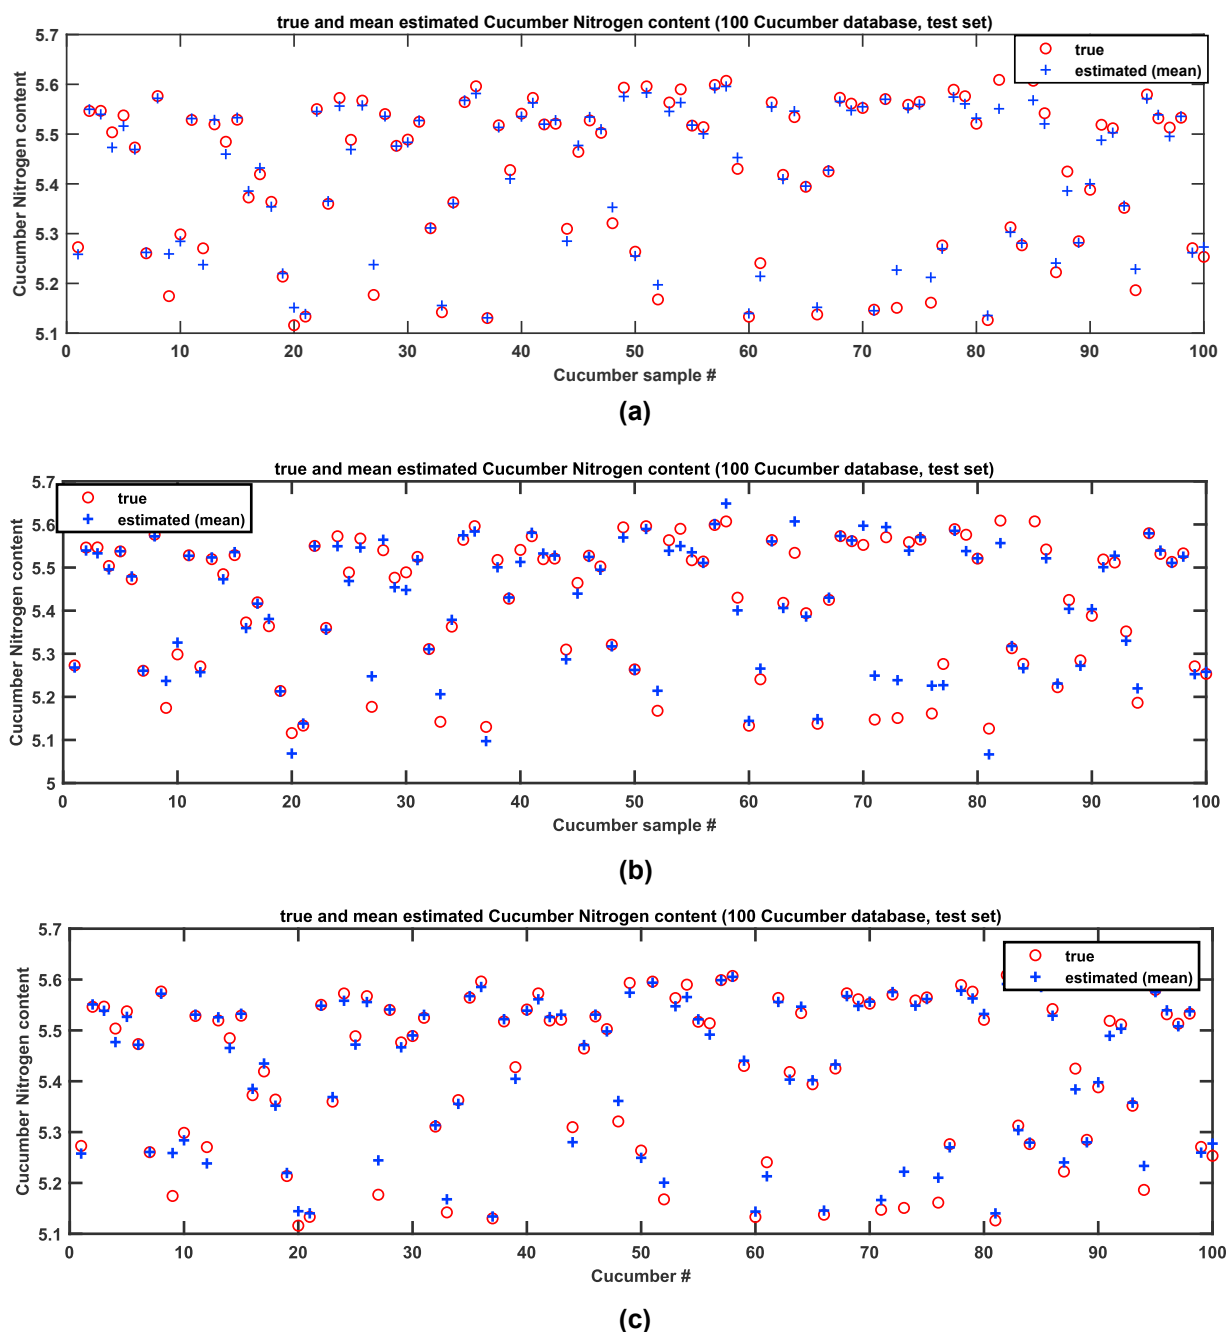 true and mean estimated Cucumber Nitrogen content (100 Cucumber database, test set)
5.7
5.6
5.5
5.4
5.3
5.2
5.1
Cucumber Nitrogen content
true
estimated (mean)
0 10 20 30 40 50 60 70 80 90 100
Cucumber sample #
(a)
true and mean estimated Cucumber Nitrogen content (100 Cucumber database, test set)
5.7
5.6
5.5
5.4
5.3
5.2
5.1
5
Cucumber Nitrogen content
true
estimated (mean)
0 10 20 30 40 50 60 70 80 90 100
Cucumber sample #
(b)
true and mean estimated Cucumber Nitrogen content (100 Cucumber database, test set)
5.7
5.6
5.5
5.4
5.3
5.2
5.1
Cucumber Nitrogen content
true
estimated (mean)
0 10 20 30 40 50 60 70 80 90 100
Cucumber #
(c)